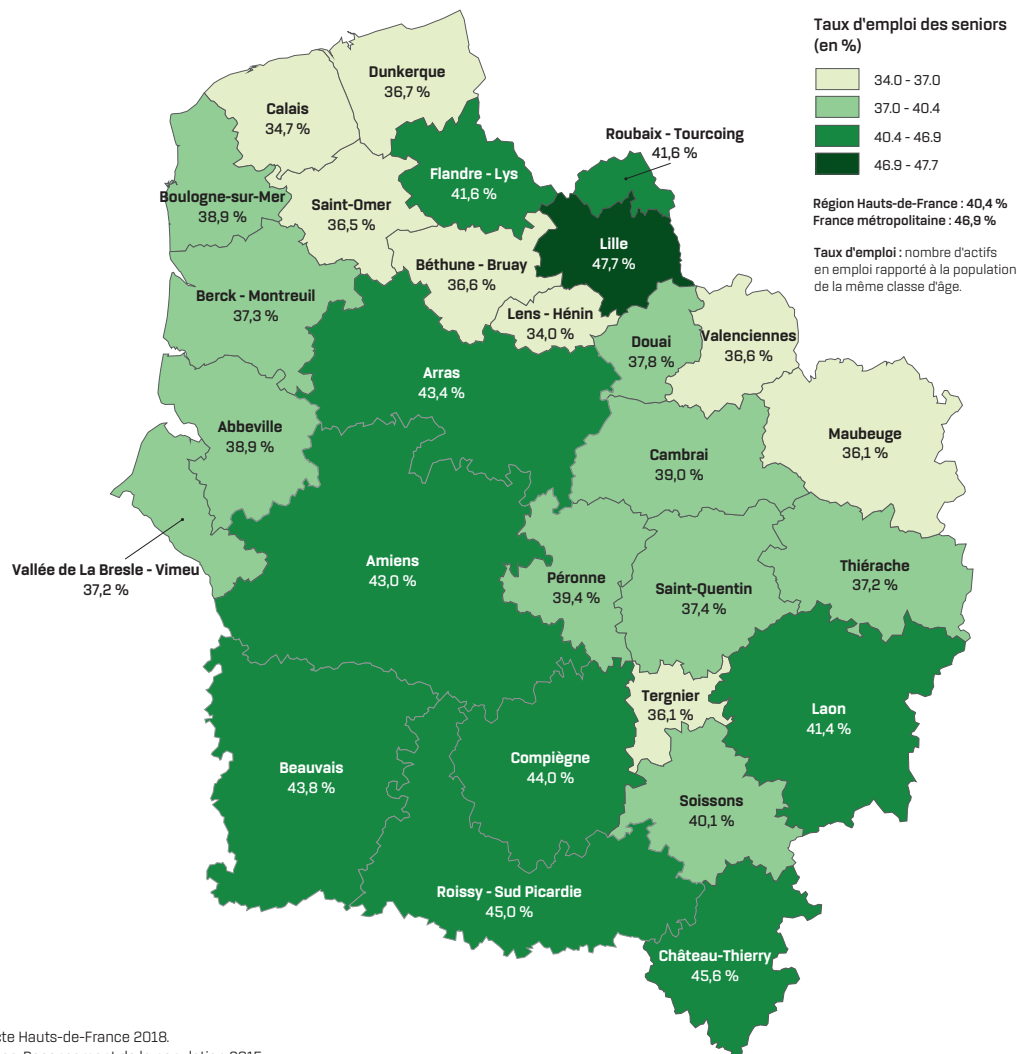 Taux d'emploi des seniors
(en %)
34.0 - 37.0
37.0 - 40.4
40.4 - 46.9
46.9 - 47.7
Région Hauts-de-France : 40,4 %
France métropolitaine : 46,9 %
Taux d'emploi : nombre d'actifs
en emploi rapporté à la population
de la même classe d'âge.
Dunkerque
36,7 %
Calais
34,7 %
Roubaix - Tourcoing
41,6 %
Flandre - Lys
41,6 %
Boulogne-sur-Mer
38,9 %
Saint-Omer
36,5 %
Lille
47,7 %
Béthune - Bruay
36,6 %
Berck - Montreuil
37,3 %
Lens - Hénin
34,0 %
Douai
37,8 %
Valenciennes
36,6 %
Arras
43,4 %
Abbeville
38,9 %
Maubeuge
36,1 %
Cambrai
39,0 %
Amiens
43,0 %
Vallée de La Bresle - Vimeu
37,2 %
Péronne
39,4 %
Saint-Quentin
37,4 %
Thiérache
37,2 %
Tergnier
36,1 %
Laon
41,4 %
Beauvais
43,8 %
Compiègne
44,0 %
Soissons
40,1 %
Roissy - Sud Picardie
45,0 %
Château-Thierry
45,6 %
Hauts-de-France 2018.